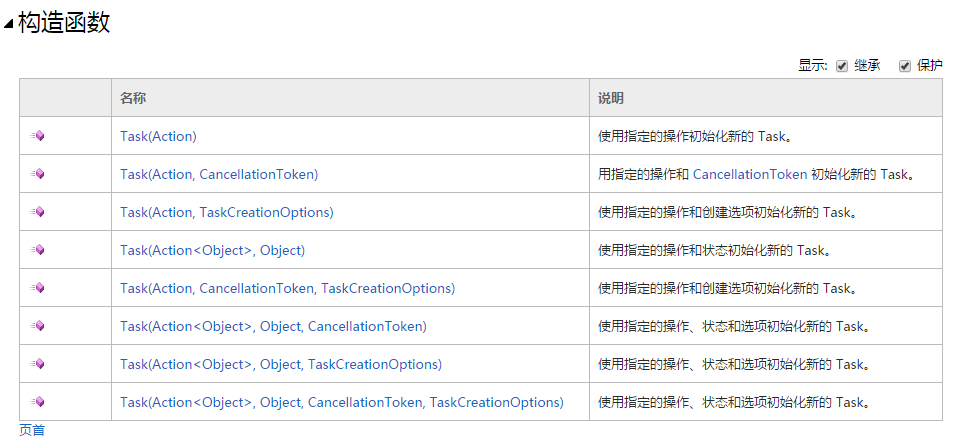 构造函数
显示: 继承 保护
名称 说明
Task(Action) 使用指定的操作初始化新的 Task。
Task(Action, CancellationToken) 用指定的操作和 CancellationToken 初始化新的 Task。
Task(Action, TaskCreationOptions) 使用指定的操作和创建选项初始化新的 Task。
Task(Action<Object>, Object) 使用指定的操作和状态初始化新的 Task。
Task(Action, CancellationToken, TaskCreationOptions) 使用指定的操作和创建选项初始化新的 Task。
Task(Action<Object>, Object, CancellationToken) 使用指定的操作、状态和选项初始化新的 Task。
Task(Action<Object>, Object, TaskCreationOptions) 使用指定的操作、状态和选项初始化新的 Task。
Task(Action<Object>, Object, CancellationToken, TaskCreationOptions) 使用指定的操作、状态和选项初始化新的 Task。
页首